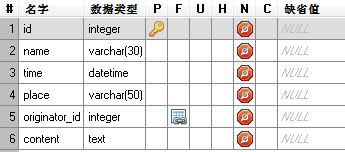 # 名字 数据类型 P F U H N C 缺省值
1 id integer NULL
2 name varchar(30) NULL
3 time datetime NULL
4 place varchar(50) NULL
5 originator_id integer NULL
6 content text NULL